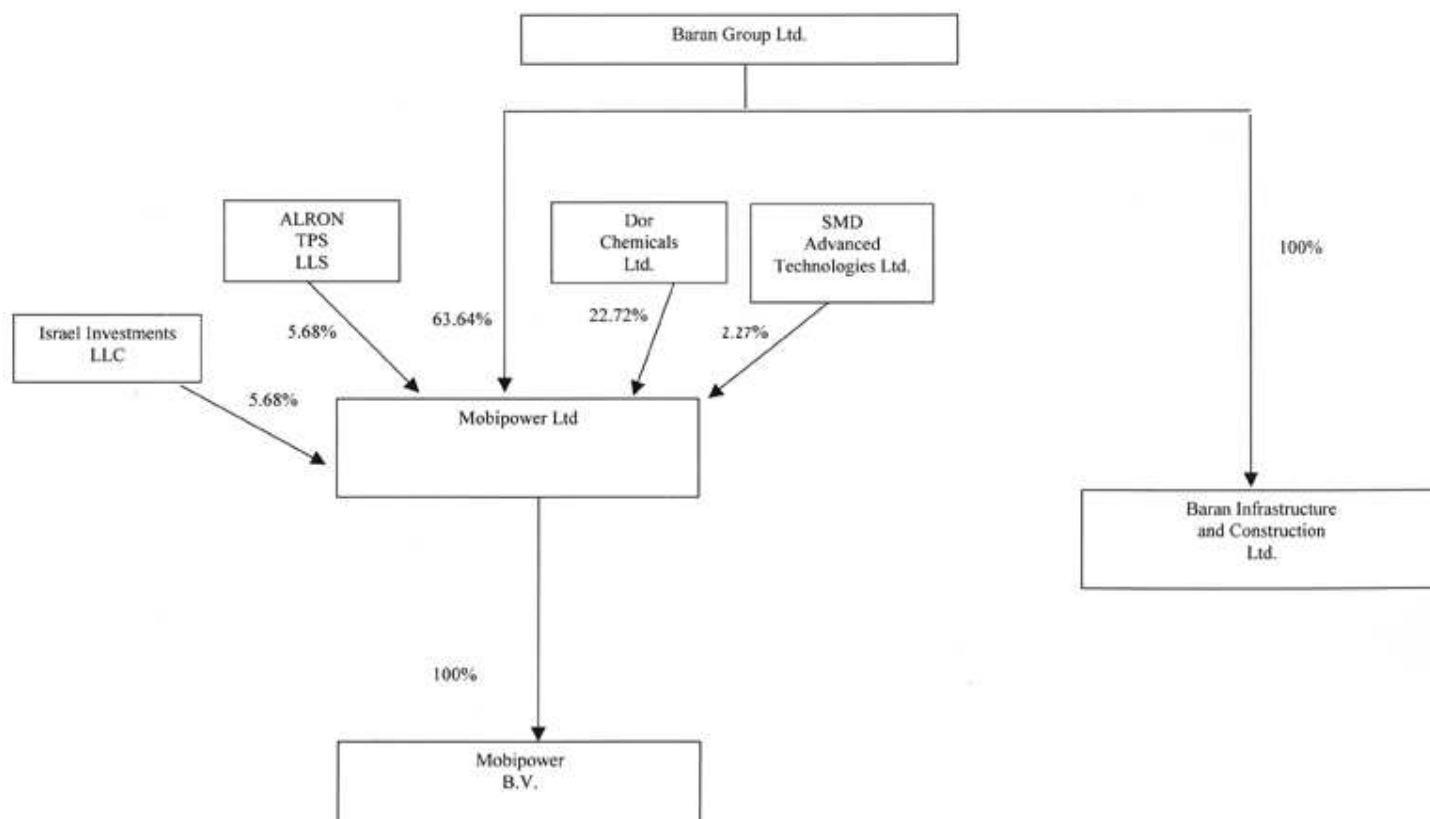 Baran Group Ltd.
ALRON
TPS
LLS
Dor
Chemicals
Ltd.
SMD
Advanced
Technologies Ltd.
100%
Israel Investments
LLC
5.68%
63.64%
22.72%
2.27%
5.68%
Mobipower Ltd
Baran Infrastructure
and Construction
Ltd.
100%
Mobipower
B.V.